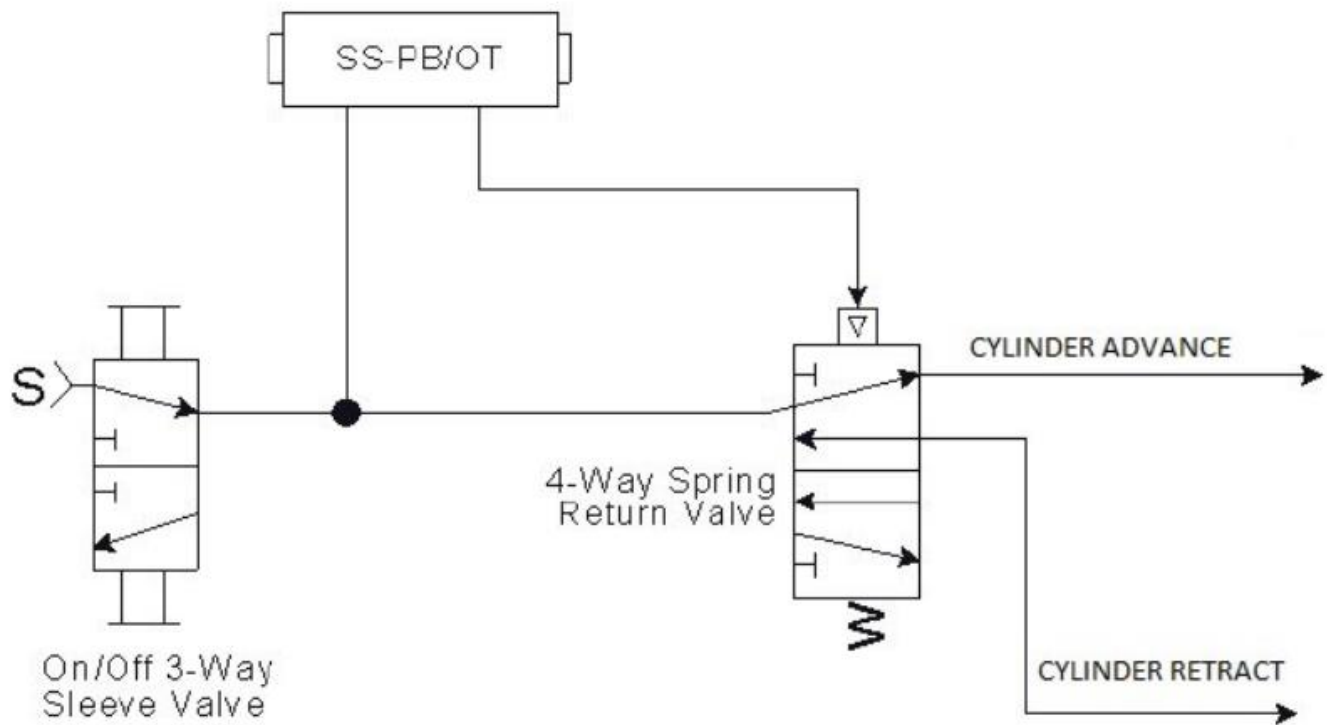 SS-PB/OT
S
CYLINDER ADVANCE
4-Way Spring
Return Valve
CYLINDER RETRACT
On/Off 3-Way
Sleeve Valve